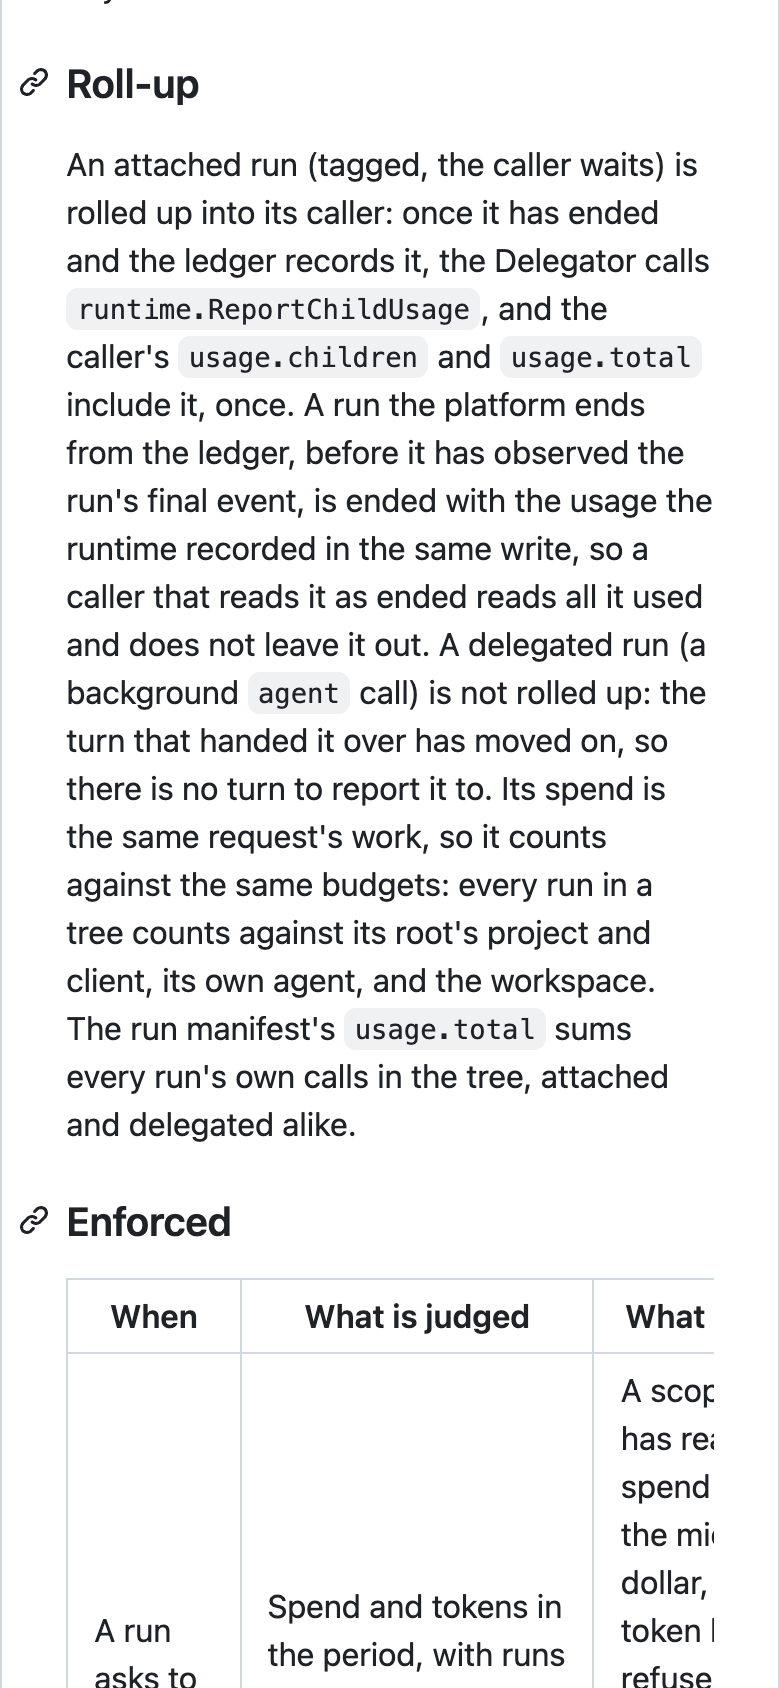 Roll-up
An attached run (tagged, the caller waits) is
rolled up into its caller: once it has ended
and the ledger records it, the Delegator calls
runtime.ReportChildUsage, and the
caller's usage.children and usage.total
include it, once. A run the platform ends
from the ledger, before it has observed the
run's final event, is ended with the usage the
runtime recorded in the same write, so a
caller that reads it as ended reads all it used
and does not leave it out. A delegated run (a
background agent call) is not rolled up: the
turn that handed it over has moved on, so
there is no turn to report it to. Its spend is
the same request's work, so it counts
against the same budgets: every run in a
tree counts against its root's project and
client, its own agent, and the workspace.
The run manifest's usage.total sums
every run's own calls in the tree, attached
and delegated alike.
Enforced
When
What is judged
What
A run
asks to
Spend and tokens in
the period, with runs
A
has
spend
the
dollar,
token